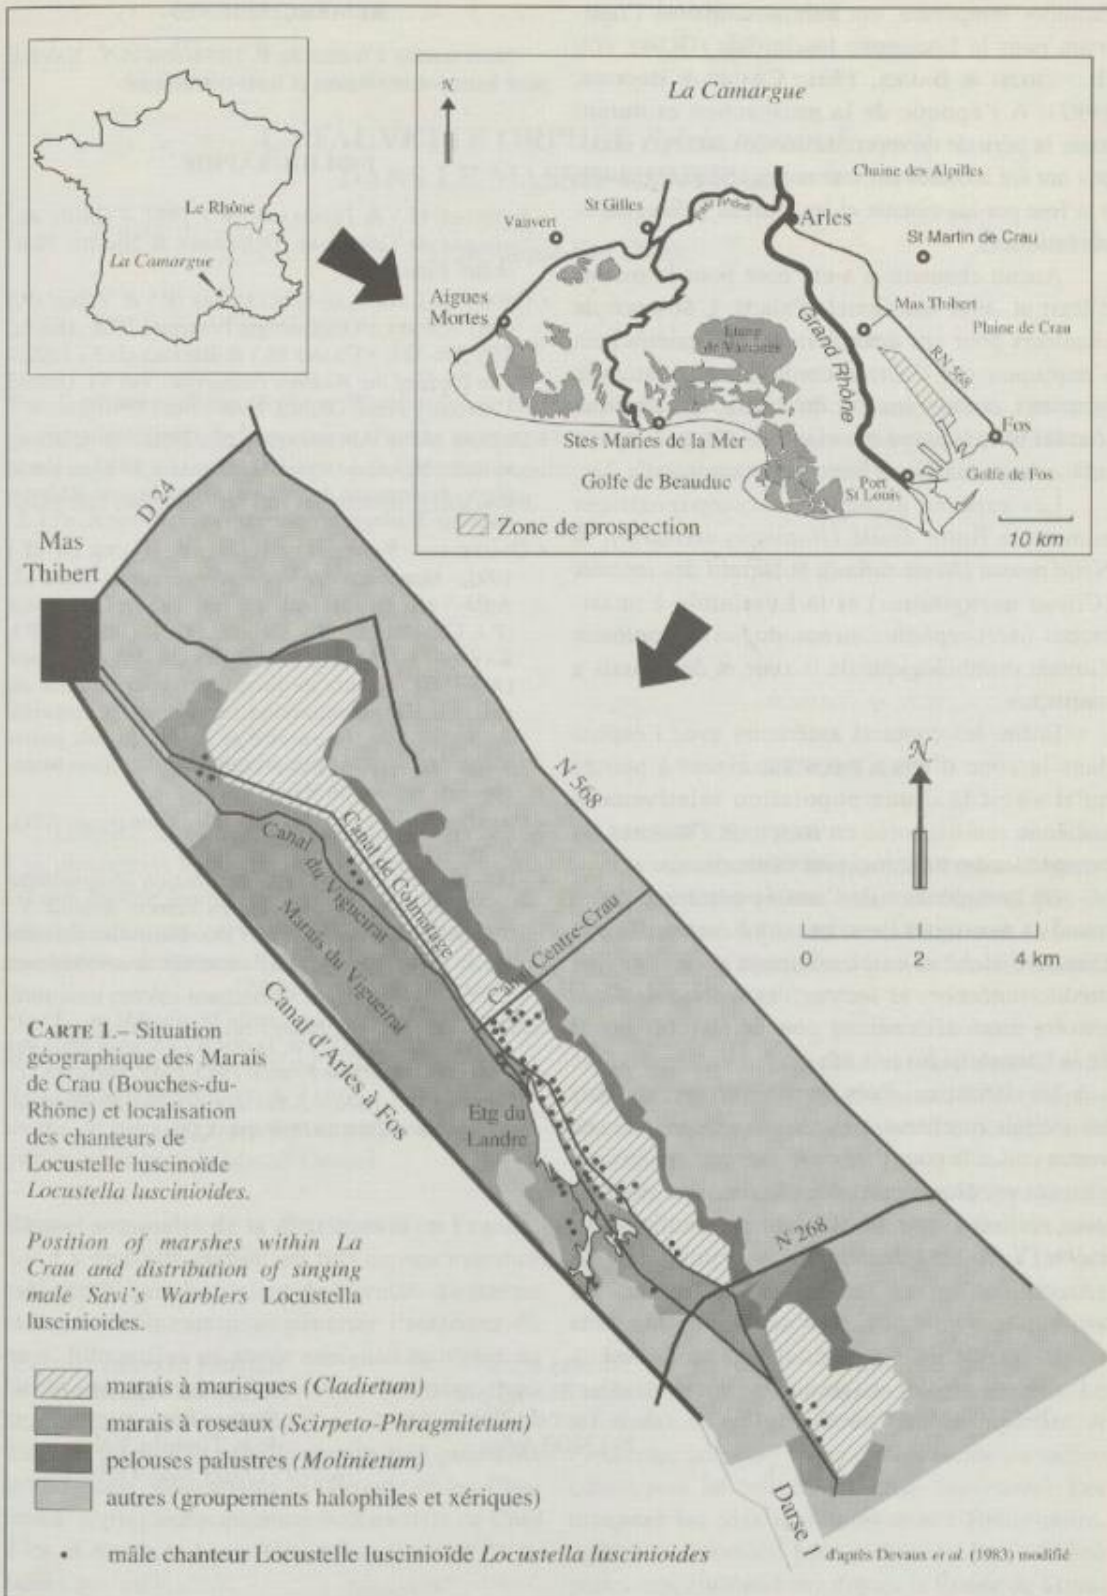 Le Rhône
La Camargue
N
La Camargue
Chaine des Alpilles
St Gilles
Petit Rhône
Arles
Vauvert
St Martin de Crau
Aigues
Mortes
Mas Thibert
Etang
de Vaccarès
Grand Rhône
Plaine de Crau
RN 568
Fos
Stes Maries de la Mer
Golfe de Beauduc
Port
St Louis
Golfe de Fos
Zone de prospection
10 km
D 24
Mas
Thibert
N 568
N
Canal du Vigueirat
Canal de Colmatage
Marais du Vigueirat
Canal Centre-Crau
0 2 4 km
Canal d'Arles à Fos
CARTE 1.– Situation
géographique des Marais
de Crau (Bouches-du-
Rhône) et localisation
des chanteurs de
Locustelle luscinoïde
Locustella luscinioides.
Etg du
Landre
N 268
Position of marshes within La
Crau and distribution of singing
male Savi's Warblers Locustella
luscinioides.
marais à marisques (Cladietum)
marais à roseaux (Scirpeto-Phragmitetum)
pelouses palustres (Molinietum)
autres (groupements halophiles et xériques)
Darse 1
• mâle chanteur Locustelle luscinioïde Locustella luscinioides
d'après Devaux et al. (1983) modifié